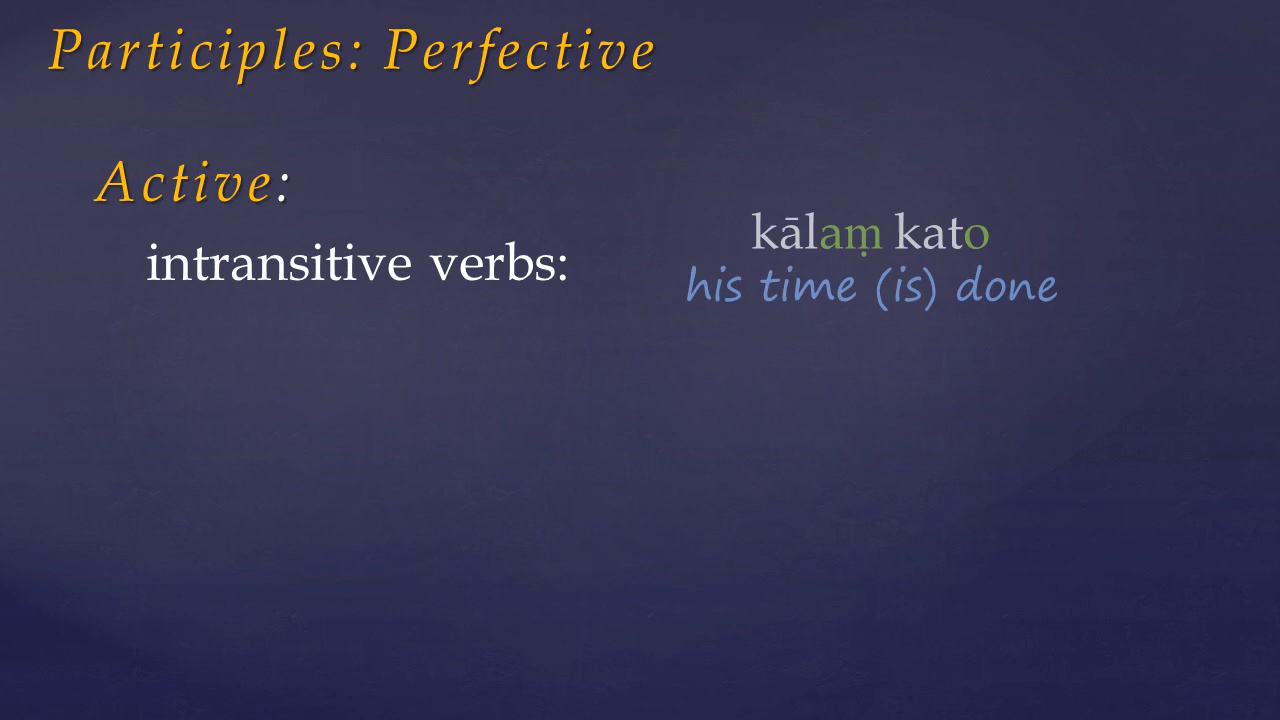 Participles: Perfective
Active:
intransitive verbs:
kālaṃ kato
his time (is) done